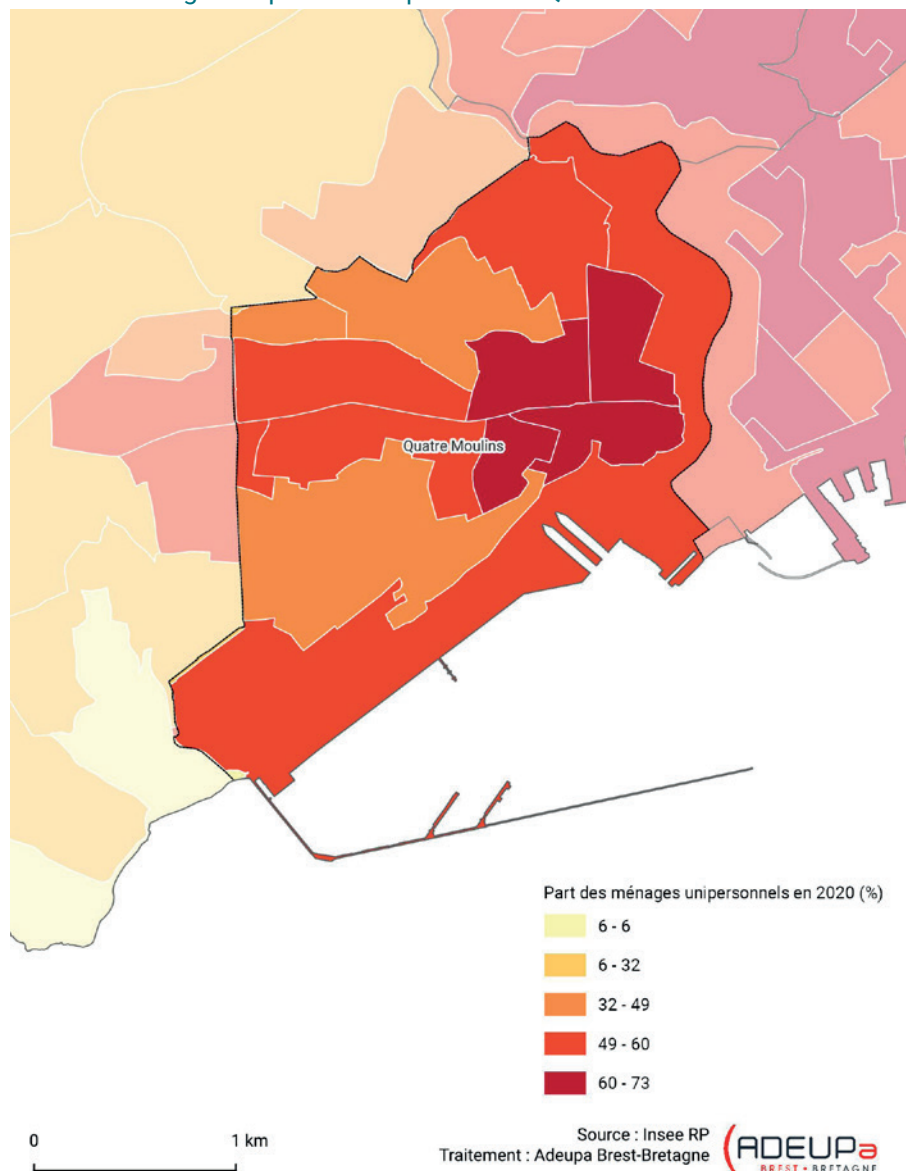 Quatre Moulins
Part des ménages unipersonnels en 2020 (%)
6 - 6
6 - 32
32 - 49
49 - 60
60 - 73
0 1 km
Source : Insee RP
Traitement : Adeupa Brest-Bretagne
ADEUPa
BREST • BRETAGNE